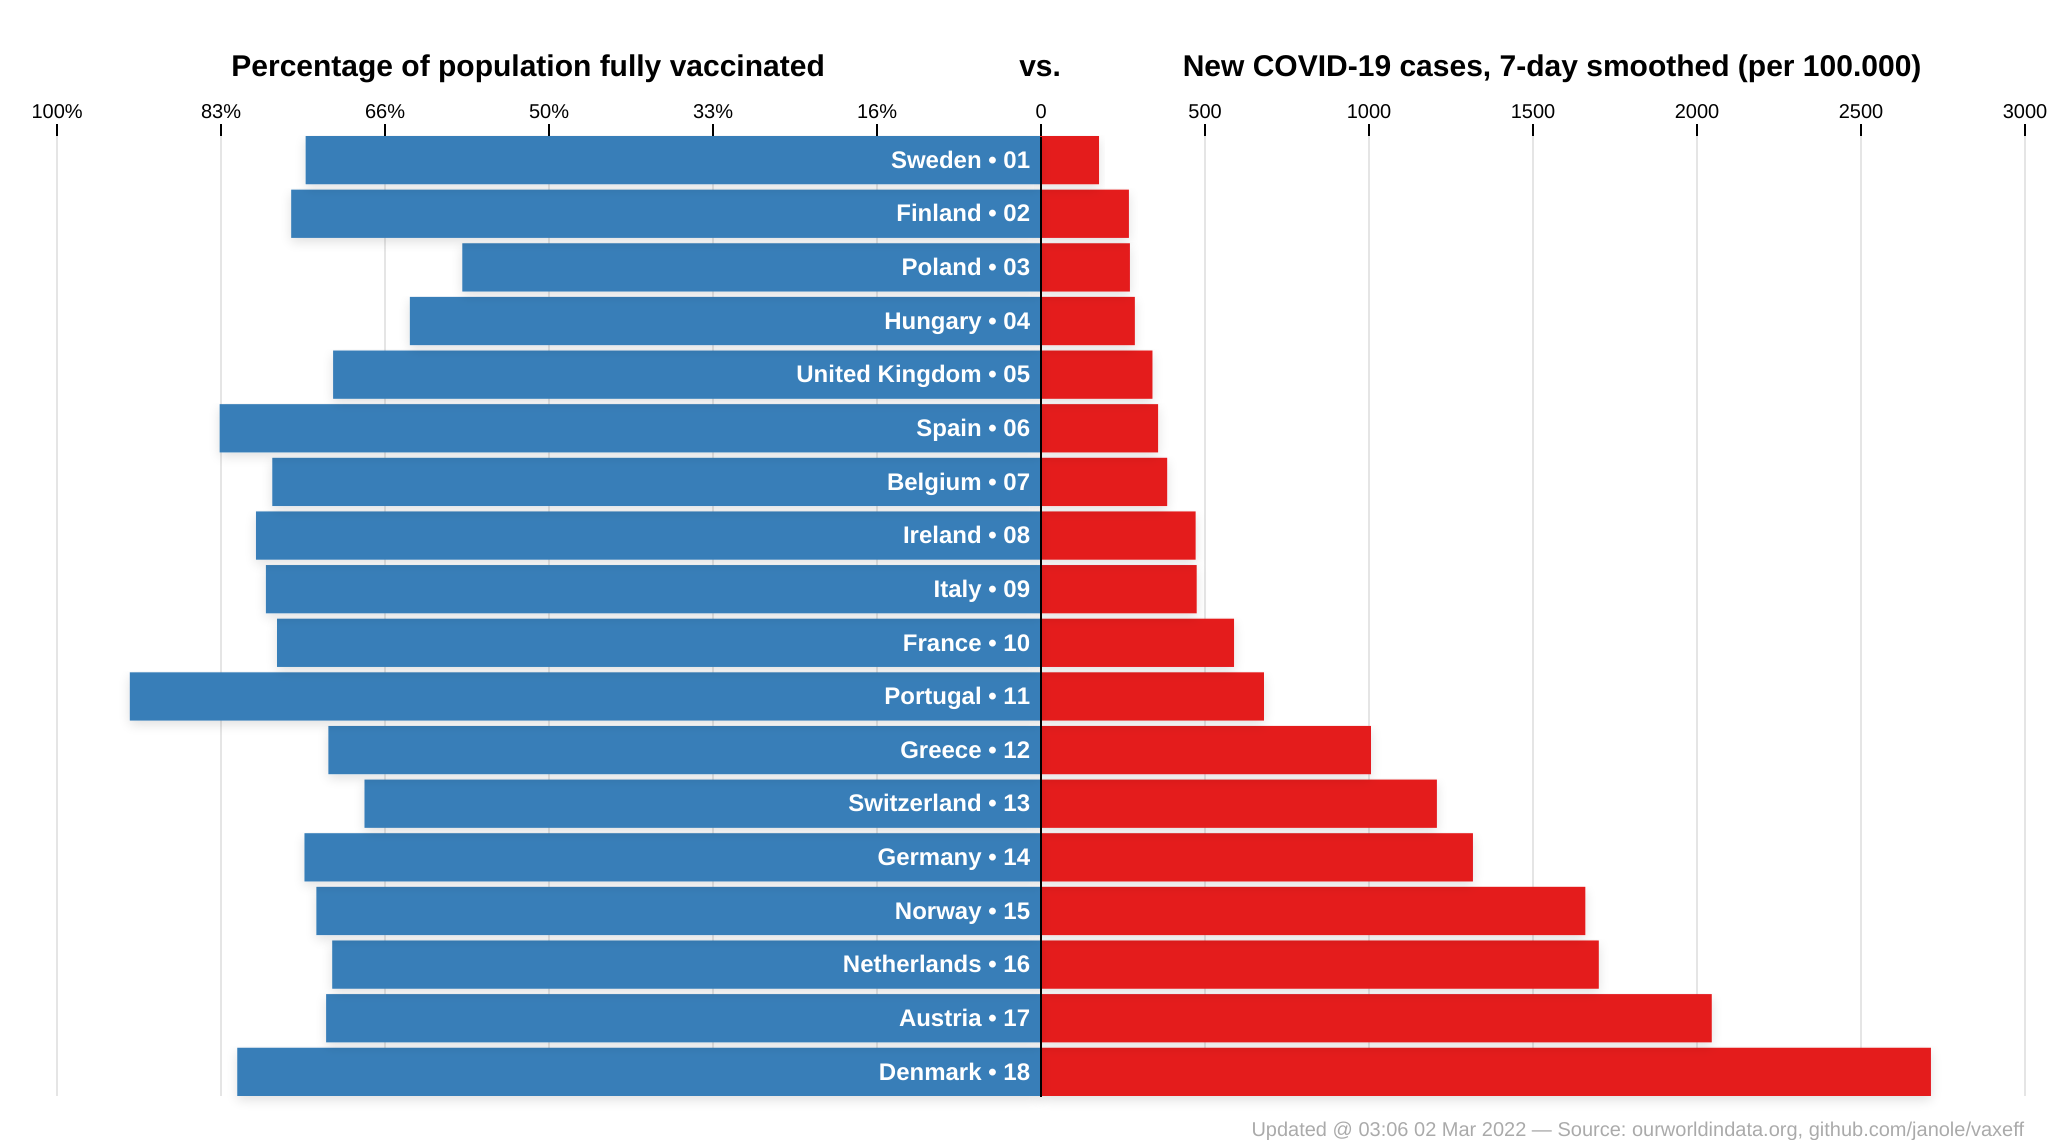 Percentage of population fully vaccinated vs. New COVID-19 cases, 7-day smoothed (per 100.000)
100% 83% 66% 50% 33% 16% 0 500 1000 1500 2000 2500 3000
Sweden • 01
Finland • 02
Poland • 03
Hungary • 04
United Kingdom • 05
Spain • 06
Belgium • 07
Ireland • 08
Italy • 09
France • 10
Portugal • 11
Greece • 12
Switzerland • 13
Germany • 14
Norway • 15
Netherlands • 16
Austria • 17
Denmark • 18
Updated @ 03:06 02 Mar 2022 — Source: ourworldindata.org, github.com/janole/vaxeff